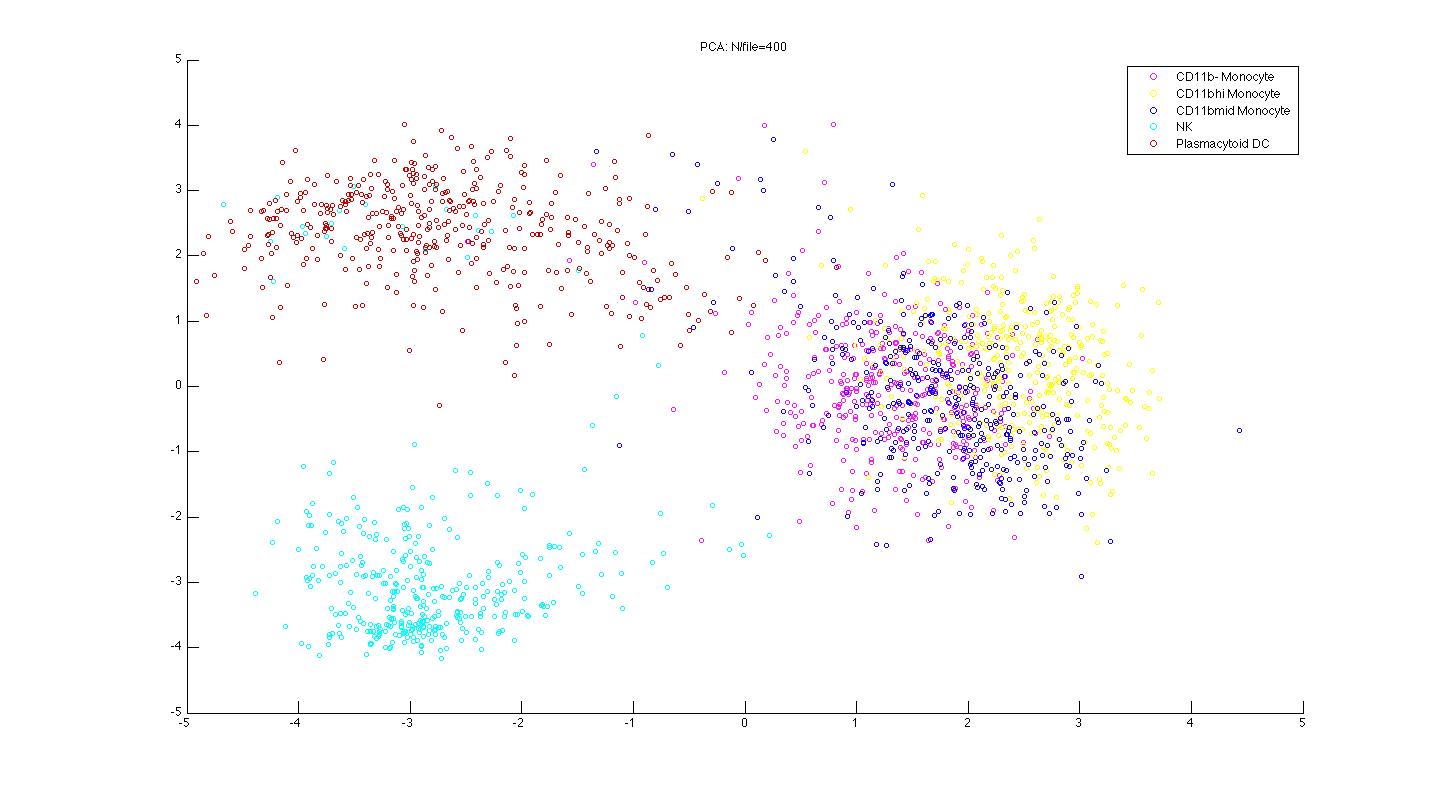 PCA: N/file=400
CD11b- Monocyte
CD11bhi Monocyte
CD11bmid Monocyte
NK
Plasmacytoid DC
5
4
3
2
1
0
-1
-2
-3
-4
-5
-5 -4 -3 -2 -1 0 1 2 3 4 5